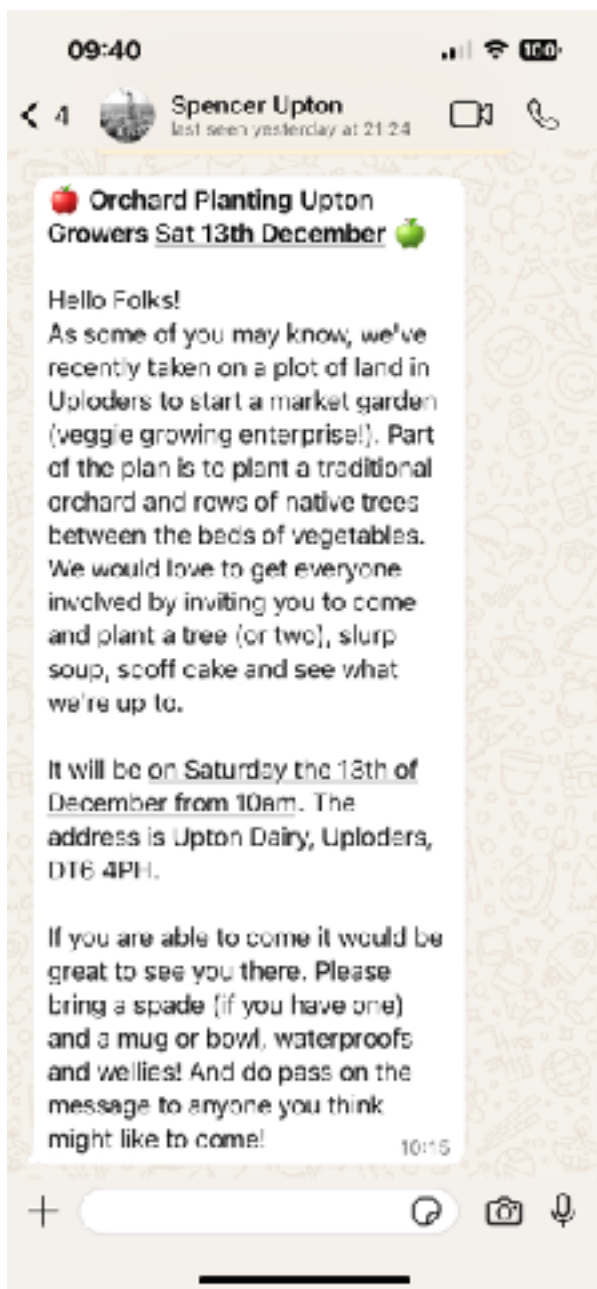 09:40
100
4
Spencer Upton
last seen yesterday at 21:24
🍎 Orchard Planting Upton
Growers Sat 13th December 🍏
Hello Folks!
As some of you may know, we've
recently taken on a plot of land in
Uploders to start a market garden
(veggie growing enterprise!). Part
of the plan is to plant a traditional
orchard and rows of native trees
between the beds of vegetables.
We would love to get everyone
involved by inviting you to come
and plant a tree (or two), slurp
soup, scoff cake and see what
we're up to.
It will be on Saturday the 13th of
December from 10am. The
address is Upton Dairy, Uploders,
DT6 4PH.
If you are able to come it would be
great to see you there. Please
bring a spade (if you have one)
and a mug or bowl, waterproofs
and wellies! And do pass on the
message to anyone you think
might like to come!
10:15